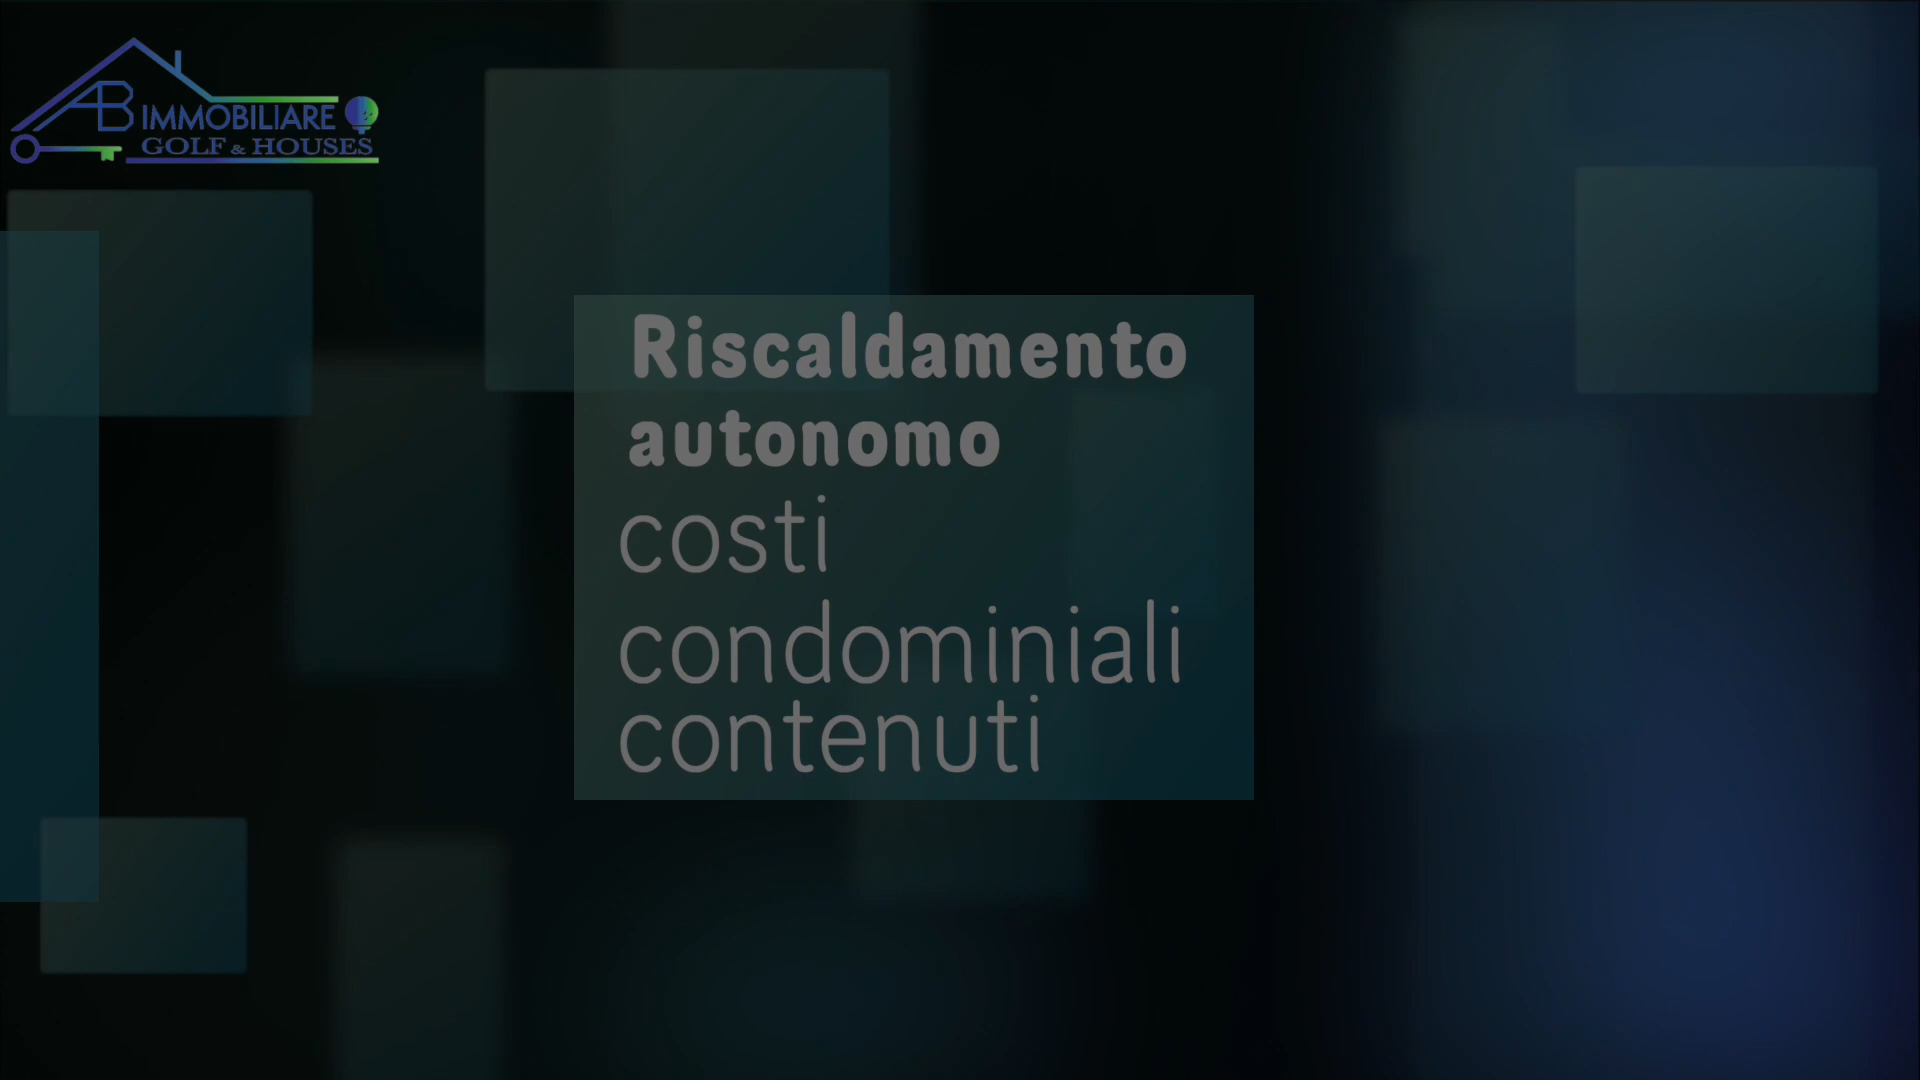 AB IMMOBILIARE
GOLF & HOUSES
Riscaldamento
autonomo
costi
condominiali
contenuti